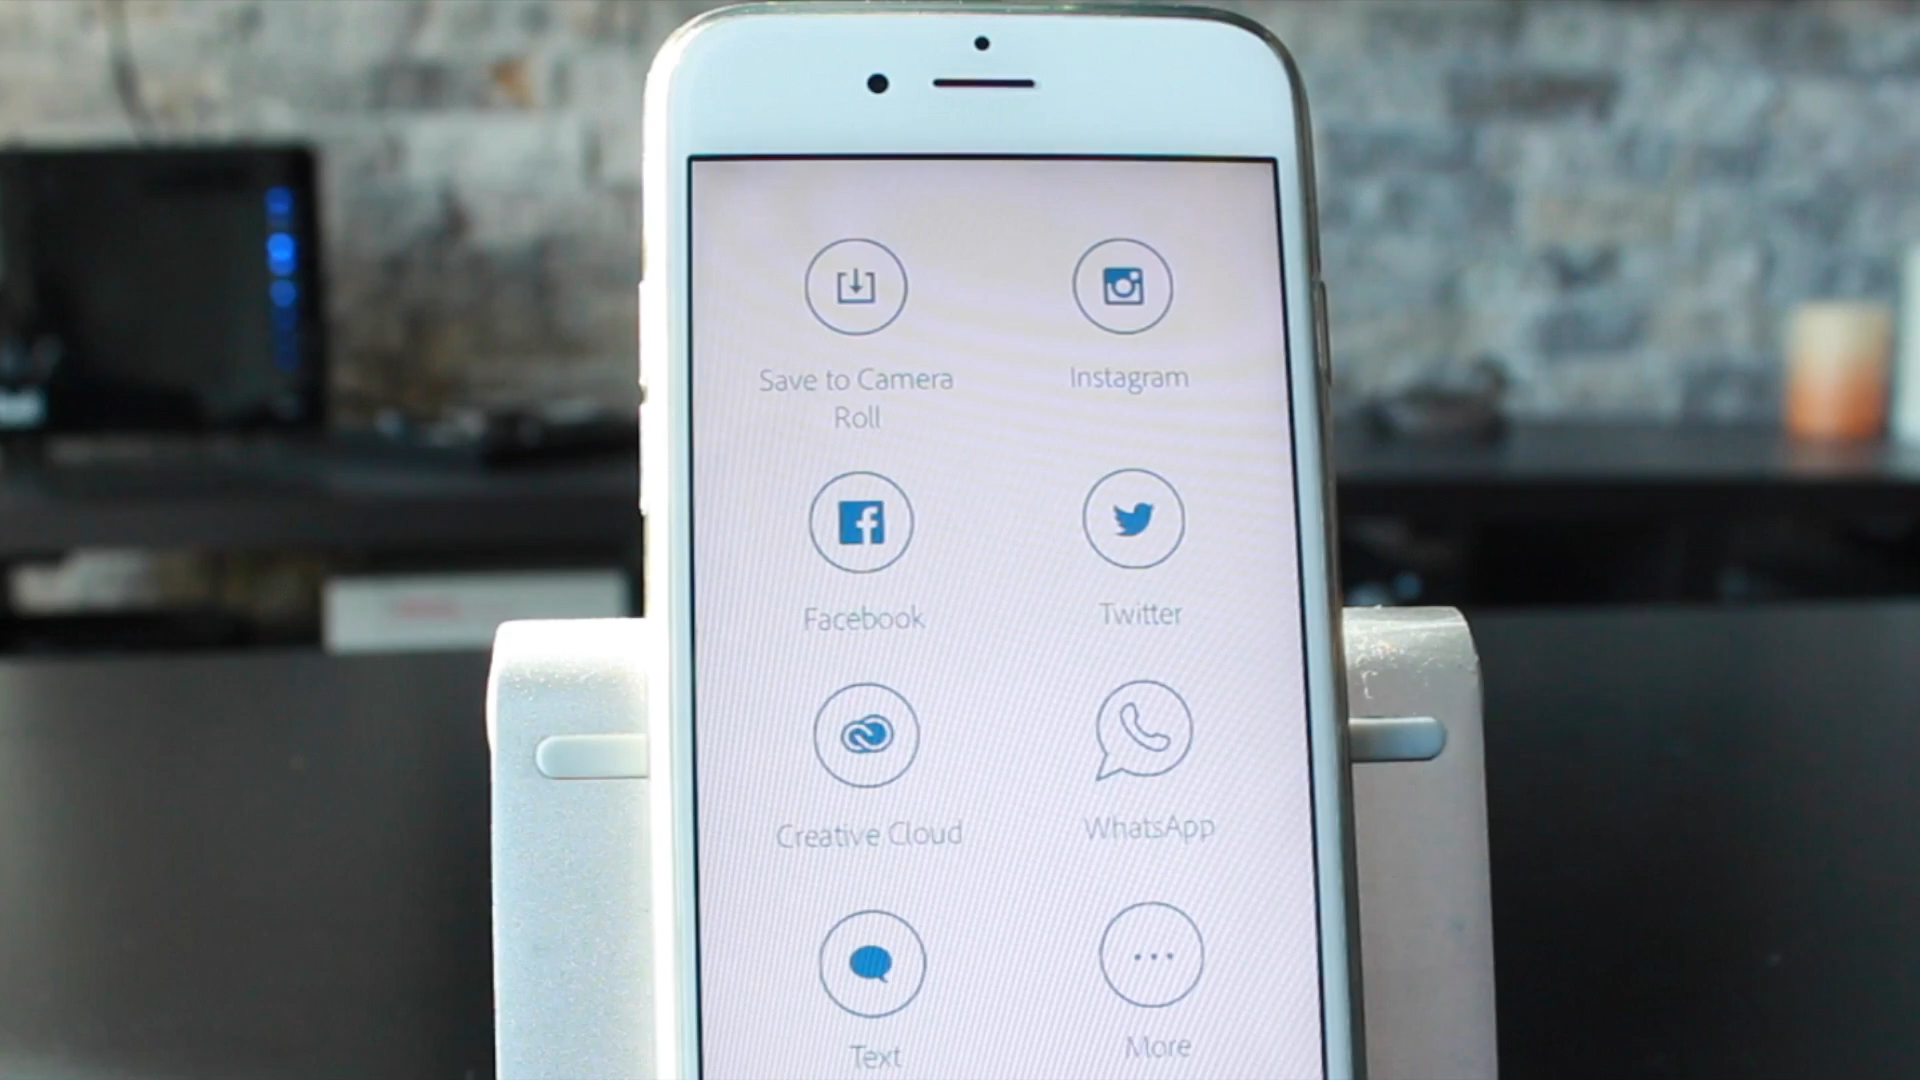 Save to Camera
Roll
Instagram
Facebook
Twitter
Creative Cloud
WhatsApp
Text
More